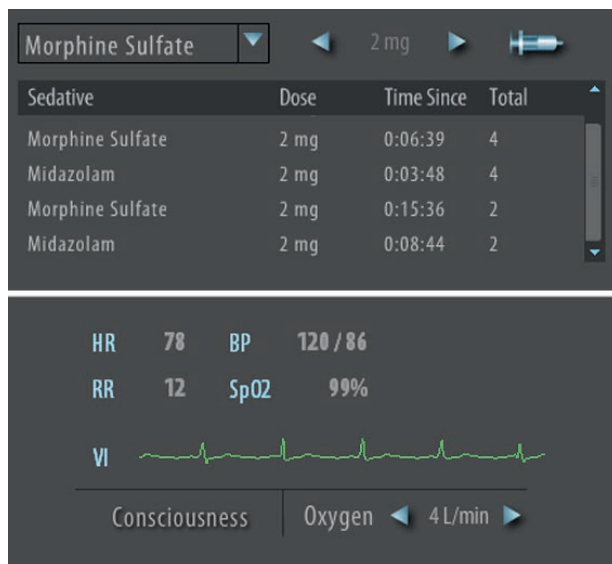 Morphine Sulfate 2 mg
Sedative Dose Time Since Total
Morphine Sulfate 2 mg 0:06:39 4
Midazolam 2 mg 0:03:48 4
Morphine Sulfate 2 mg 0:15:36 2
Midazolam 2 mg 0:08:44 2
HR 78 BP 120 / 86
RR 12 SpO2 99%
VI
Consciousness Oxygen 4 L/min